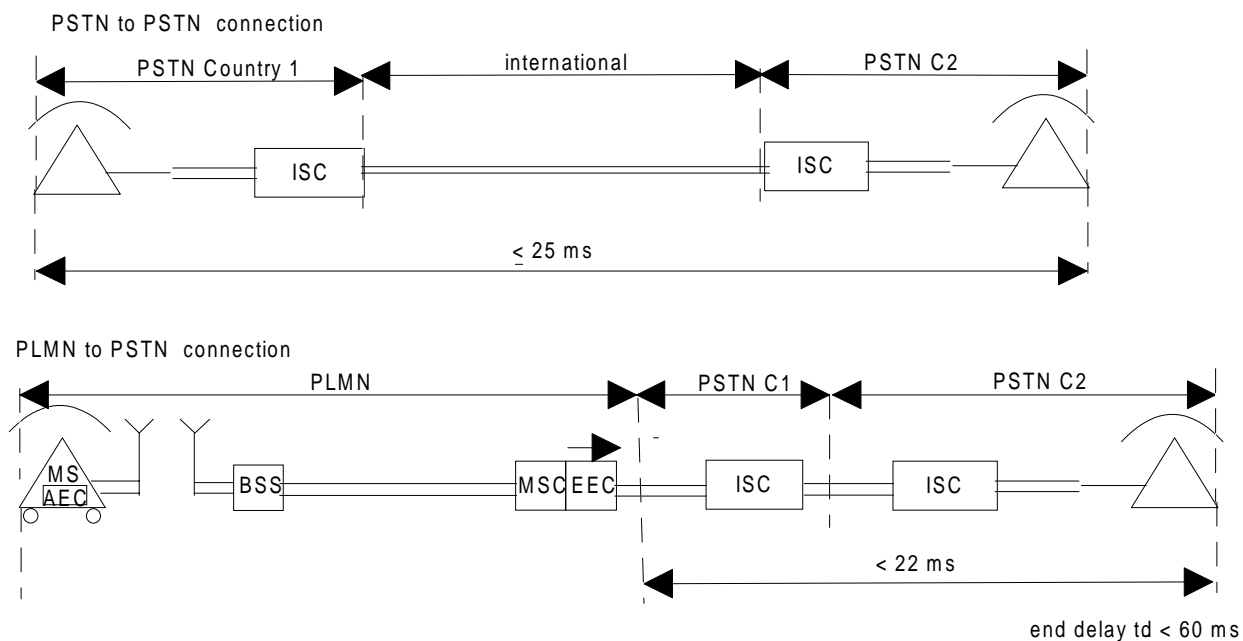 PSTN to PSTN connection
PSTN Country 1
international
PSTN C2
ISC
ISC
≤ 25 ms
PLMN to PSTN connection
PLMN
PSTN C1
PSTN C2
MS
AEC
BSS
MSC
EEC
ISC
ISC
< 22 ms
end delay td < 60 ms